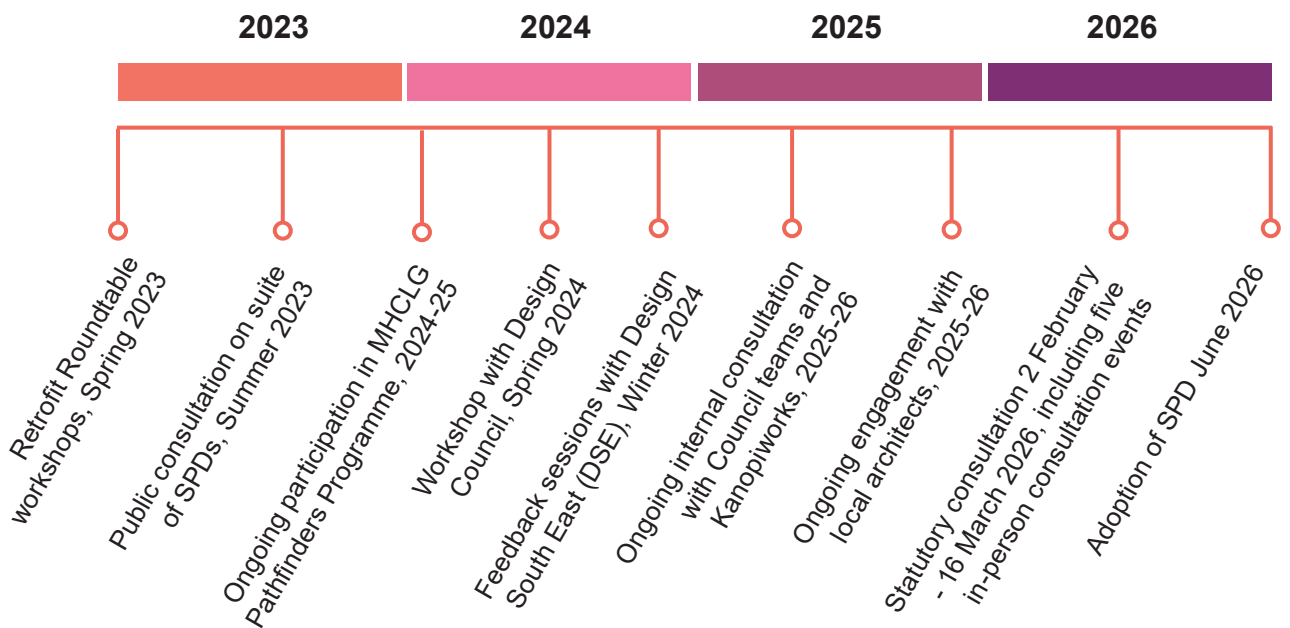 2023
2024
2025
2026
Retrofit Roundtable
workshops, Spring 2023
Public consultation on suite
of SPDs, Summer 2023
Ongoing participation in MHCLG
Pathfinders Programme, 2024-25
Workshop with Design
Council, Spring 2024
Feedback sessions with Design
South East (DSE), Winter 2024
Ongoing internal consultation
with Council teams and
Kanopiworks, 2025-26
Ongoing engagement with
local architects, 2025-26
Statutory consultation 2 February
- 16 March 2026, including five
in-person consultation events
Adoption of SPD June 2026